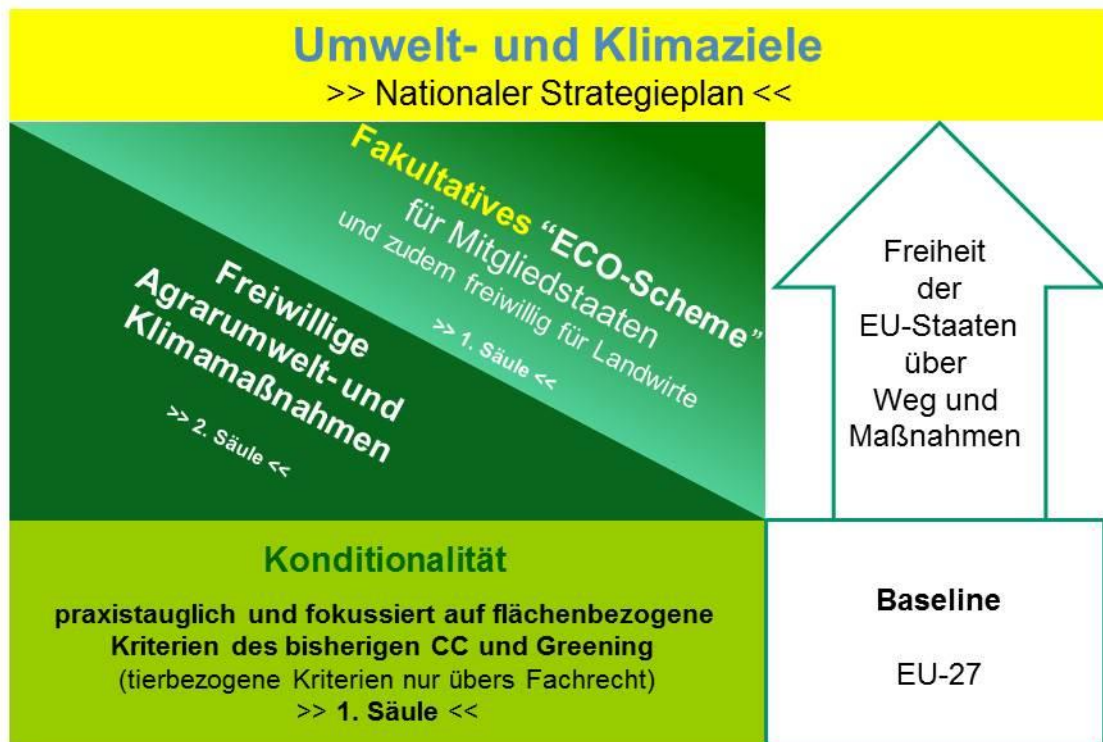 Umwelt- und Klimaziele
>> Nationaler Strategieplan <<
Fakultatives “ECO-Scheme”
für Mitgliedstaaten
und zudem freiwillig für Landwirte
>> 1. Säule <<
Freiwillige
Agrarumwelt- und
Klimamaßnahmen
>> 2. Säule <<
Freiheit
der
EU-Staaten
über
Weg und
Maßnahmen
Konditionalität
praxistauglich und fokussiert auf flächenbezogene
Kriterien des bisherigen CC und Greening
(tierbezogene Kriterien nur übers Fachrecht)
>> 1. Säule <<
Baseline
EU-27